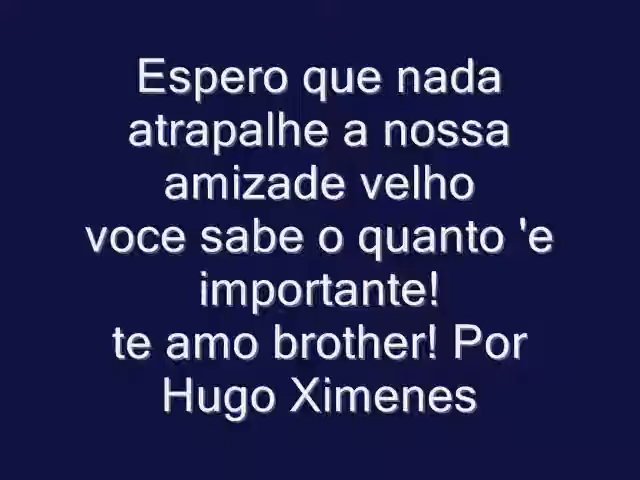 Espero que nada
atrapalhe a nossa
amizade velho
voce sabe o quanto 'e
importante!
te amo brother! Por
Hugo Ximenes